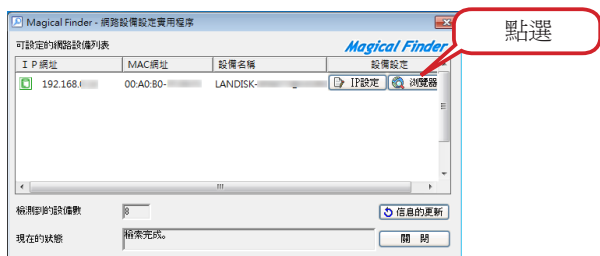 Magical Finder - 網路設備設定實用程序
點選
可設定的網路設備列表
Magical Finder
I P網址 MAC網址 設備名稱 設備設定
192.168. 00:A0:B0- LANDISK- IP設定 瀏覽器
檢測到的設備數 8 信息的更新
現在的狀態 檢索完成。 關 閉